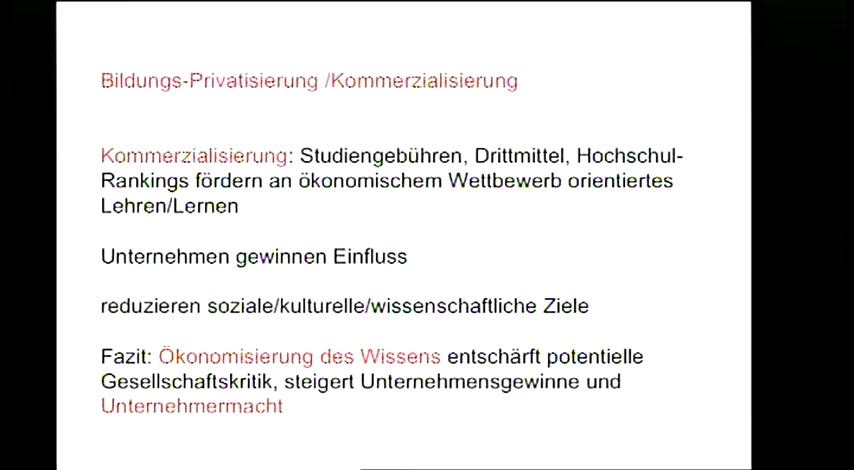 Bildungs-Privatisierung /Kommerzialisierung
Kommerzialisierung: Studiengebühren, Drittmittel, Hochschul-
Rankings fördern an ökonomischem Wettbewerb orientiertes
Lehren/Lernen
Unternehmen gewinnen Einfluss
reduzieren soziale/kulturelle/wissenschaftliche Ziele
Fazit: Ökonomisierung des Wissens entschärft potentielle
Gesellschaftskritik, steigert Unternehmensgewinne und
Unternehmermacht